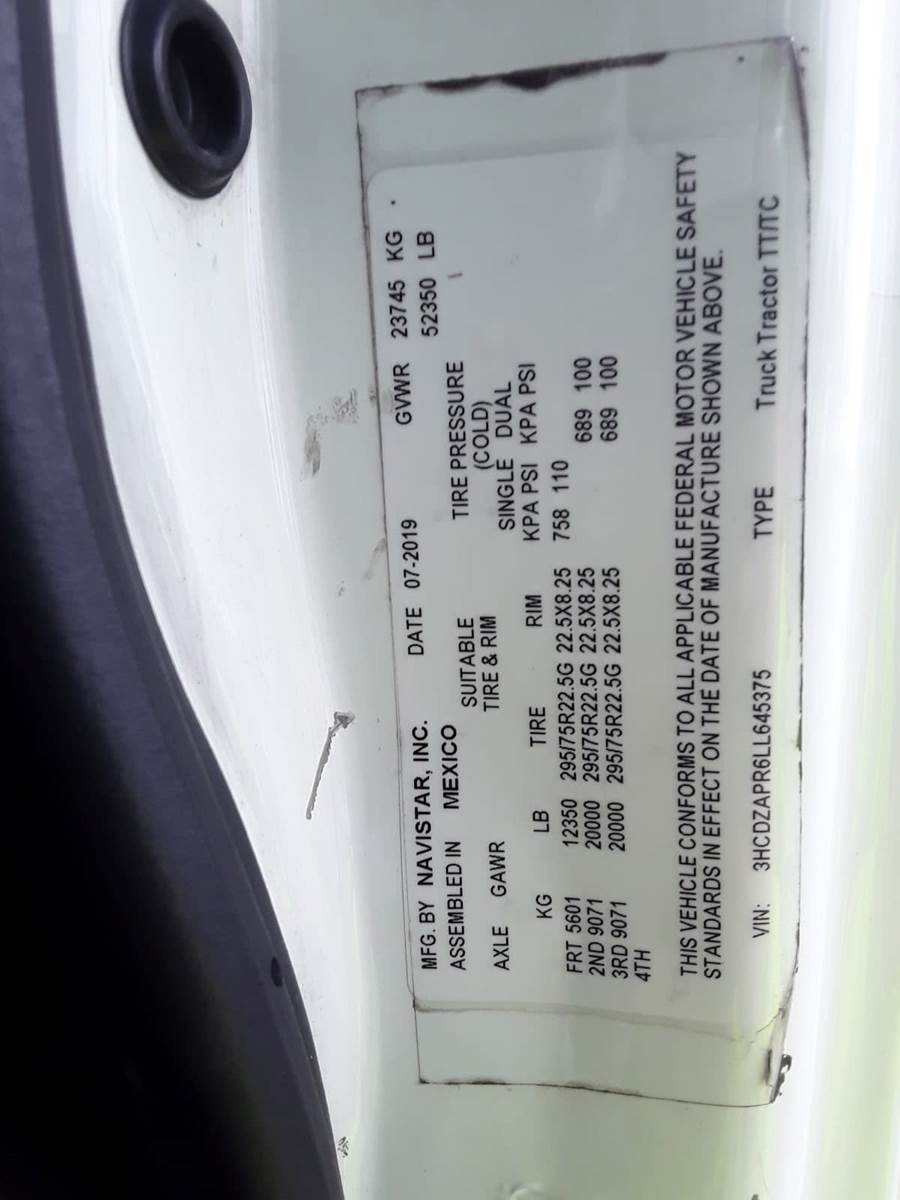 MFG. BY NAVISTAR, INC. DATE 07-2019 GVWR 23745 KG
ASSEMBLED IN MEXICO 52350 LB
SUITABLE TIRE PRESSURE
AXLE GAWR TIRE & RIM (COLD)
SINGLE DUAL
KG LB TIRE RIM KPA PSI KPA PSI
FRT 5601 12350 295/75R22.5G 22.5X8.25 758 110
2ND 9071 20000 295/75R22.5G 22.5X8.25 689 100
3RD 9071 20000 295/75R22.5G 22.5X8.25 689 100
4TH
THIS VEHICLE CONFORMS TO ALL APPLICABLE FEDERAL MOTOR VEHICLE SAFETY
STANDARDS IN EFFECT ON THE DATE OF MANUFACTURE SHOWN ABOVE.
VIN: 3HCDZAPR6LL645375 TYPE Truck Tractor TT/TC